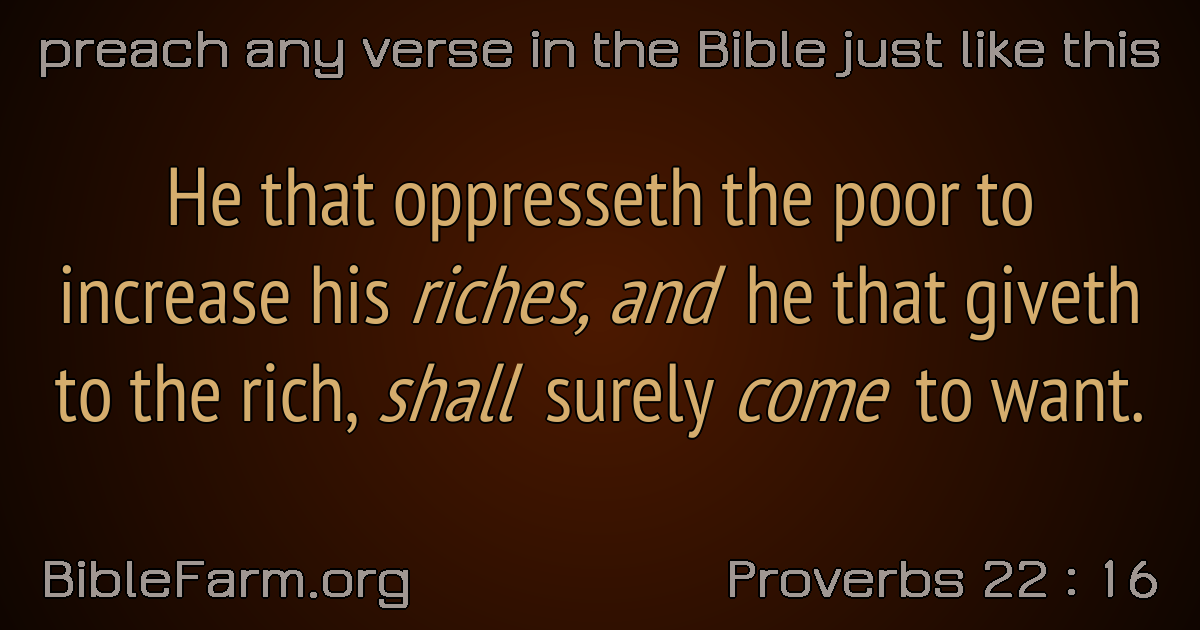 preach any verse in the Bible just like this
He that oppresseth the poor to
increase his riches, and he that giveth
to the rich, shall surely come to want.
BibleFarm.org
Proverbs 22 : 16